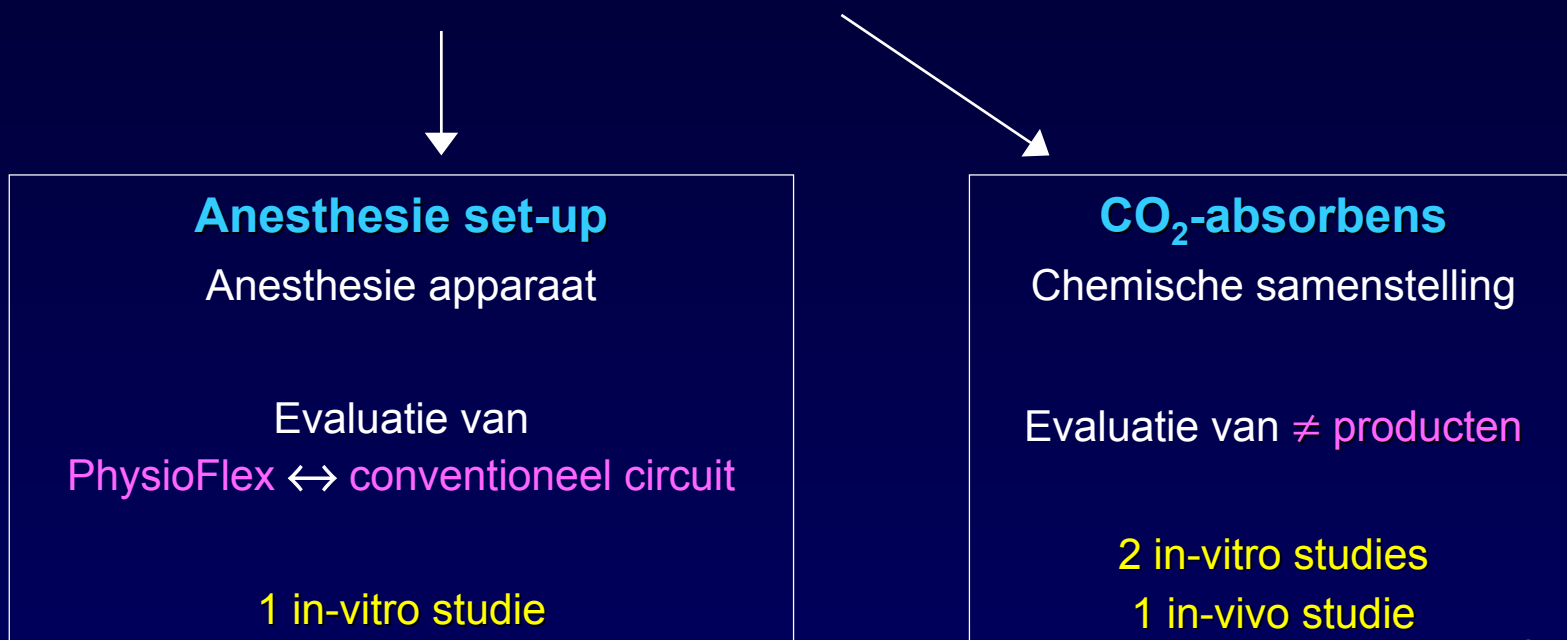 Anesthesie set-up
Anesthesie apparaat
Evaluatie van
PhysioFlex ↔ conventioneel circuit
1 in-vitro studie
CO₂-absorbens
Chemische samenstelling
Evaluatie van ≠ producten
2 in-vitro studies
1 in-vivo studie